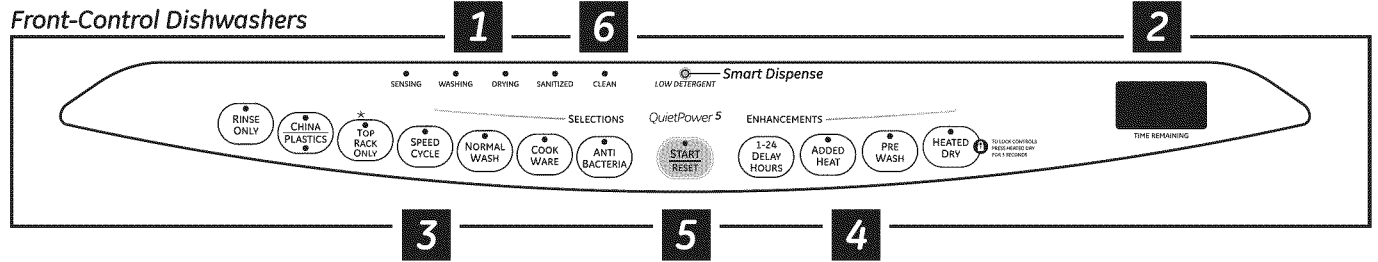 Front-Control Dishwashers
1
6
2
SENSING
WASHING
DRYING
SANITIZED
CLEAN
LOW DETERGENT
Smart Dispense
SELECTIONS
QuietPower 5
ENHANCEMENTS
TIME REMAINING
RINSE
ONLY
CHINA
PLASTICS
*
TOP
RACK
ONLY
SPEED
CYCLE
NORMAL
WASH
COOK
WARE
ANTI
BACTERIA
START
RESET
1-24
DELAY
HOURS
ADDED
HEAT
PRE
WASH
HEATED
DRY
TO LOCK CONTROLS
PRESS HEATED DRY
FOR 3 SECONDS
3
5
4